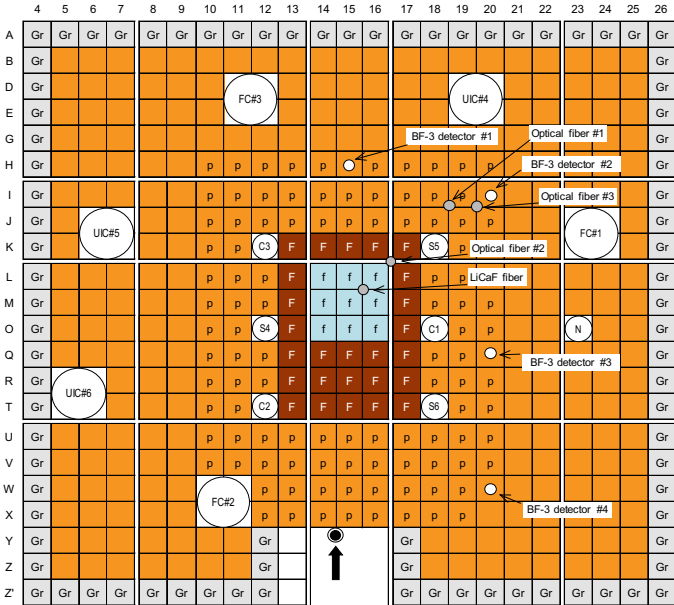 4 5 6 7 8 9 10 11 12 13 14 15 16 17 18 19 20 21 22 23 24 25 26
A Gr Gr Gr Gr Gr Gr Gr Gr Gr Gr Gr Gr Gr Gr Gr Gr Gr Gr Gr Gr Gr Gr Gr
B Gr Gr
D Gr FC#3 UIC#4 Gr
E Gr Gr
G Gr BF-3 detector #1 Optical fiber #1 Gr
H Gr p p p p p p p p p p BF-3 detector #2 Gr
I Gr p p p p p p p p p p Optical fiber #3 Gr
J Gr UIC#5 p p p p p p p p p p p FC#1 Gr
K Gr p p C3 F F F F F S5 p p Optical fiber #2 Gr
L Gr p p p F f f f F p p p LiCaF fiber Gr
M Gr p p p F f f f F p p p Gr
O Gr p p S4 F f f f F C1 p p N Gr
Q Gr p p p F F F F F p p BF-3 detector #3 Gr
R Gr UIC#6 p p p F F F F F p p p Gr
T Gr p p C2 F F F F F S6 p p Gr
U Gr p p p p p p p p p p p Gr
V Gr p p p p p p p p p p p Gr
W Gr FC#2 p p p p p p p p Gr
X Gr p p p p p p p p BF-3 detector #4 Gr
Y Gr Gr Gr Gr
Z Gr Gr Gr Gr
Z' Gr Gr Gr Gr Gr Gr Gr Gr Gr Gr Gr Gr Gr Gr Gr Gr Gr Gr Gr